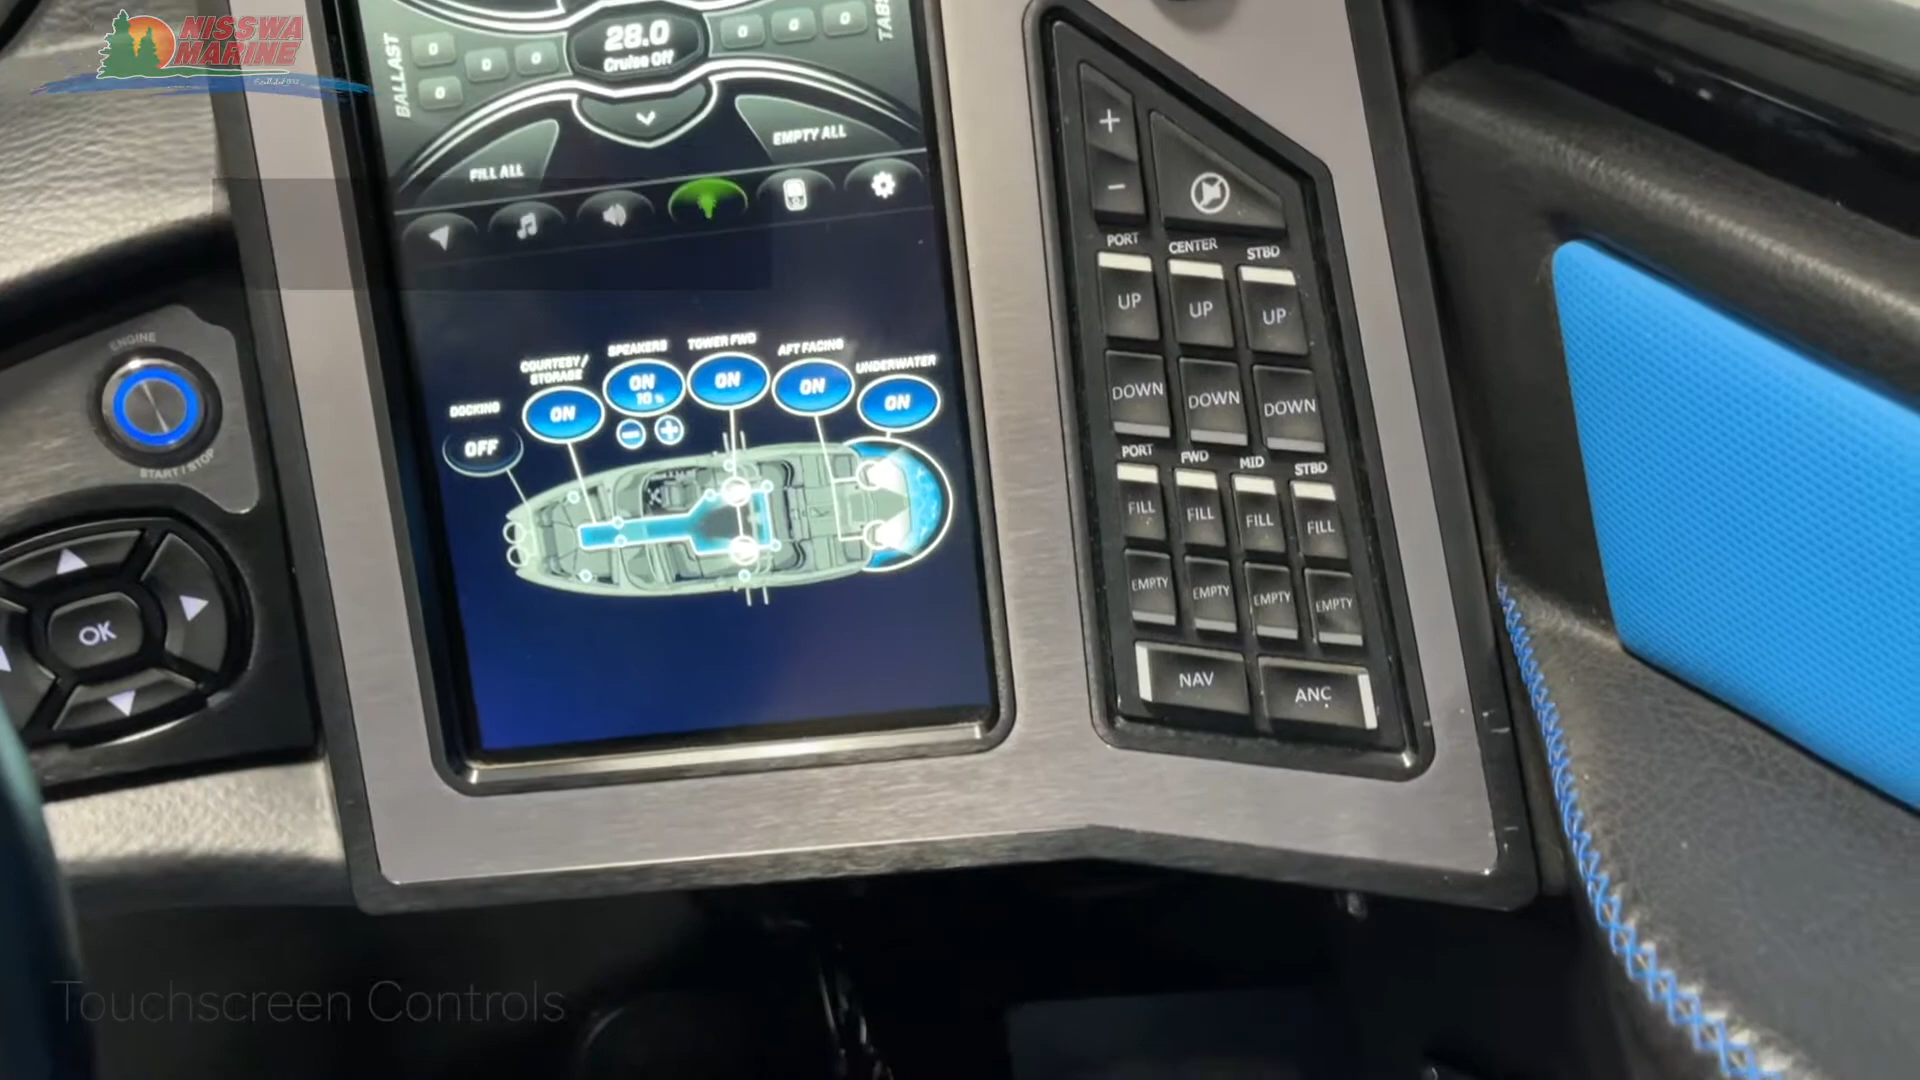 NISSWA
MARINE
BALLAST
0
0
0
0
28.0
Cruise Off
0
0
0
TABS
FILL ALL
EMPTY ALL
DOCKING
OFF
COURTESY/
STORAGE
ON
SPEAKERS
ON
10 %
TOWER FWD
ON
AFT FACING
ON
UNDERWATER
ON
ENGINE
START / STOP
OK
+
−
PORT CENTER STBD
UP UP UP
DOWN DOWN DOWN
PORT FWD MID STBD
FILL FILL FILL FILL
EMPTY EMPTY EMPTY EMPTY
NAV ANC
Touchscreen Controls